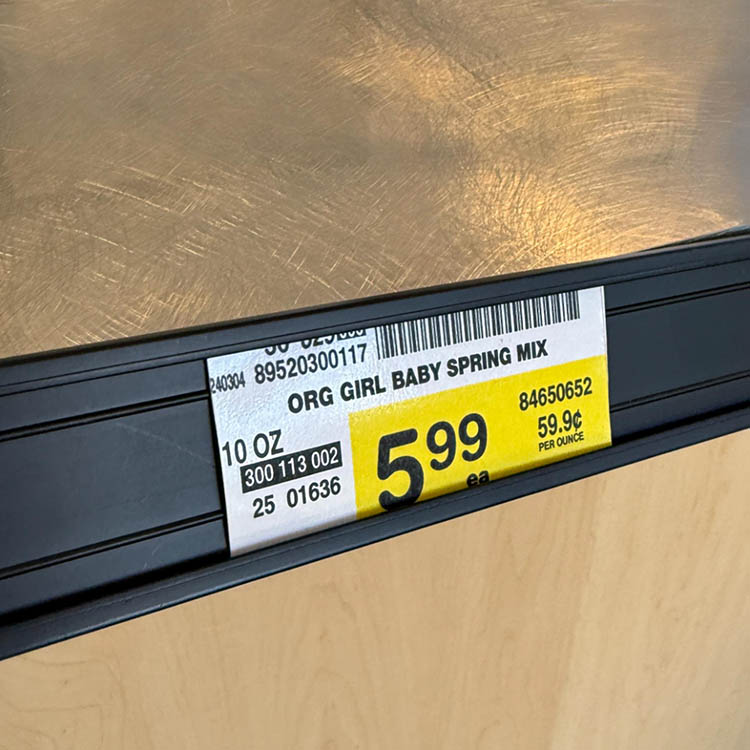 240304 89520300117
ORG GIRL BABY SPRING MIX
10 OZ
300 113 002
25 01636
5.99
ea
84650652
59.9¢
PER OUNCE